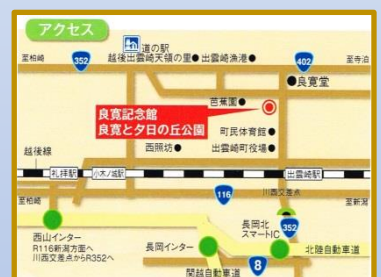 アクセス
道の駅
越後出雲崎天領の里
出雲崎漁港
至柏崎
352
402
至寺泊
良寛堂
芭蕉園
良寛記念館
良寛と夕日の丘公園
町民体育館
西照坊
出雲崎町役場
越後線
礼拝駅
小木ノ城駅
出雲崎駅
116
川西交差点
至柏崎
至新潟
352
西山インター
R116新潟方面へ
川西交差点からR352へ
長岡インター
長岡北
スマートIC
北陸自動車道
8
関越自動車道